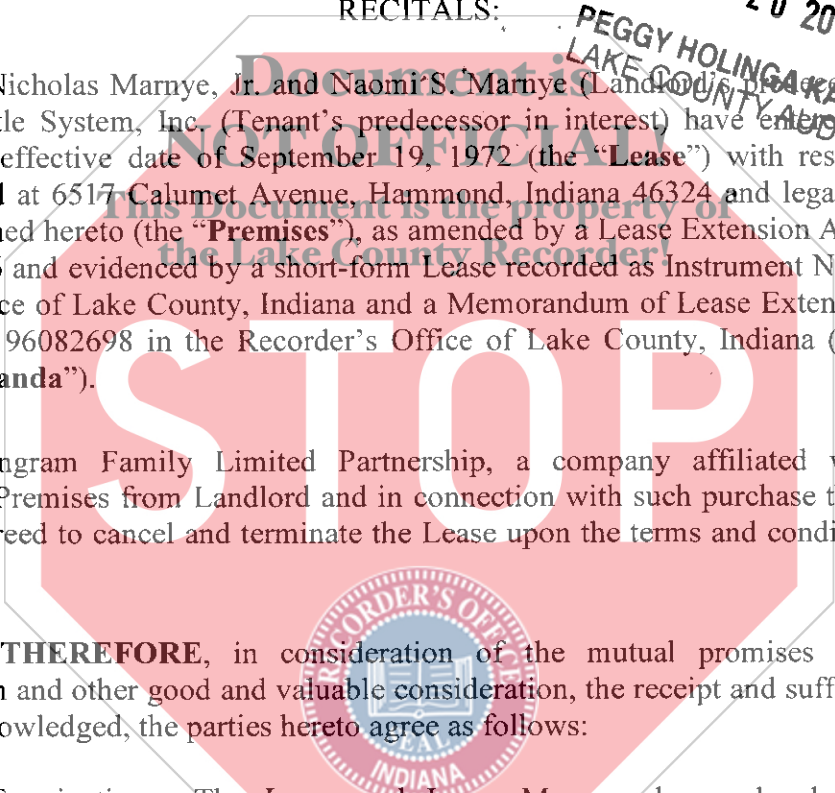 RECITALS:
20 20
PEGGY HOLINGA KA
LAKE COUNTY AUD
Document is
NOT OFFICIAL
This Document is the property of
the Lake County Recorder!
Nicholas Marnye, Jr. and Naomi S. Marnye (Landlord's
tle System, Inc. (Tenant's predecessor in interest) have
effective date of September 19, 1972 (the “Lease”) with res
at 6517 Calumet Avenue, Hammond, Indiana 46324 and lega
ned hereto (the “Premises”), as amended by a Lease Extension A
and evidenced by a short-form Lease recorded as Instrument N
ce of Lake County, Indiana and a Memorandum of Lease Exten
96082698 in the Recorder's Office of Lake County, Indiana (
anda”).
STOP
ngram Family Limited Partnership, a company affiliated
Premises from Landlord and in connection with such purchase t
reed to cancel and terminate the Lease upon the terms and condi
THEREFORE, in consideration of the mutual promises
n and other good and valuable consideration, the receipt and suff
owledged, the parties hereto agree as follows:
RECORDER'S OFFICE
SEAL
INDIANA